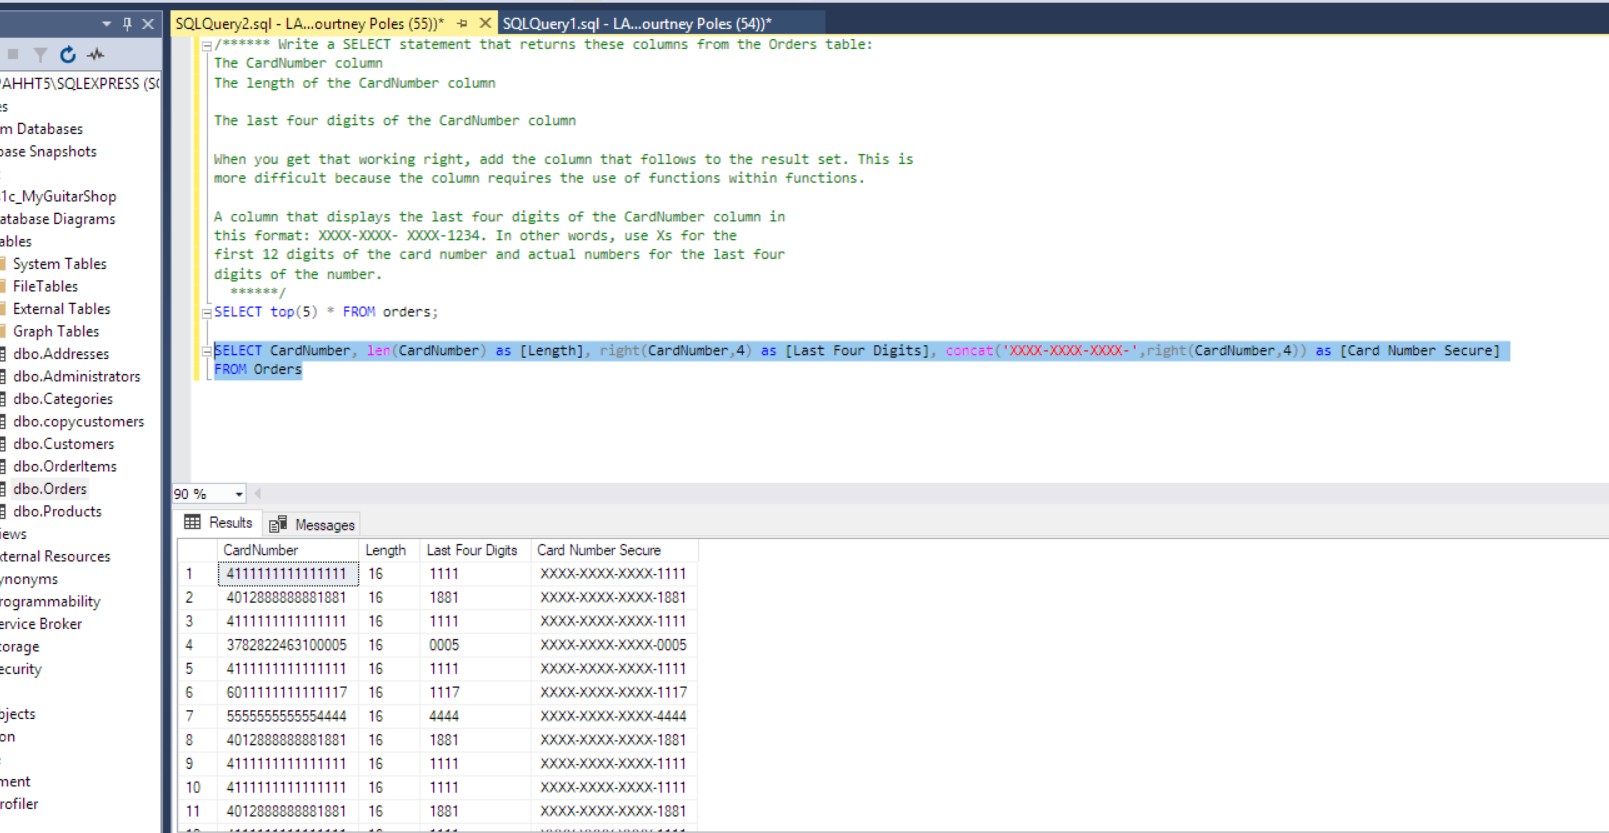 SQLQuery2.sql - LA...ourtney Poles (55))*
SQLQuery1.sql - LA...ourtney Poles (54))*
AHHT5\SQLEXPRESS (SQ
es
m Databases
base Snapshots
1c_MyGuitarShop
atabase Diagrams
ables
System Tables
FileTables
External Tables
Graph Tables
dbo.Addresses
dbo.Administrators
dbo.Categories
dbo.copycustomers
dbo.Customers
dbo.OrderItems
dbo.Orders
dbo.Products
iews
xternal Resources
ynonyms
rogrammability
ervice Broker
torage
ecurity
bjects
on
ment
rofiler
/****** Write a SELECT statement that returns these columns from the Orders table:
The CardNumber column
The length of the CardNumber column
The last four digits of the CardNumber column
When you get that working right, add the column that follows to the result set. This is
more difficult because the column requires the use of functions within functions.
A column that displays the last four digits of the CardNumber column in
this format: XXXX-XXXX- XXXX-1234. In other words, use Xs for the
first 12 digits of the card number and actual numbers for the last four
digits of the number.
******/
SELECT top(5) * FROM orders;
SELECT CardNumber, len(CardNumber) as [Length], right(CardNumber,4) as [Last Four Digits], concat('XXXX-XXXX-XXXX-',right(CardNumber,4)) as [Card Number Secure]
FROM Orders
90 %
Results Messages
CardNumber Length Last Four Digits Card Number Secure
1 4111111111111111 16 1111 XXXX-XXXX-XXXX-1111
2 4012888888881881 16 1881 XXXX-XXXX-XXXX-1881
3 4111111111111111 16 1111 XXXX-XXXX-XXXX-1111
4 3782822463100005 16 0005 XXXX-XXXX-XXXX-0005
5 4111111111111111 16 1111 XXXX-XXXX-XXXX-1111
6 6011111111111117 16 1117 XXXX-XXXX-XXXX-1117
7 5555555555554444 16 4444 XXXX-XXXX-XXXX-4444
8 4012888888881881 16 1881 XXXX-XXXX-XXXX-1881
9 4111111111111111 16 1111 XXXX-XXXX-XXXX-1111
10 4111111111111111 16 1111 XXXX-XXXX-XXXX-1111
11 4012888888881881 16 1881 XXXX-XXXX-XXXX-1881